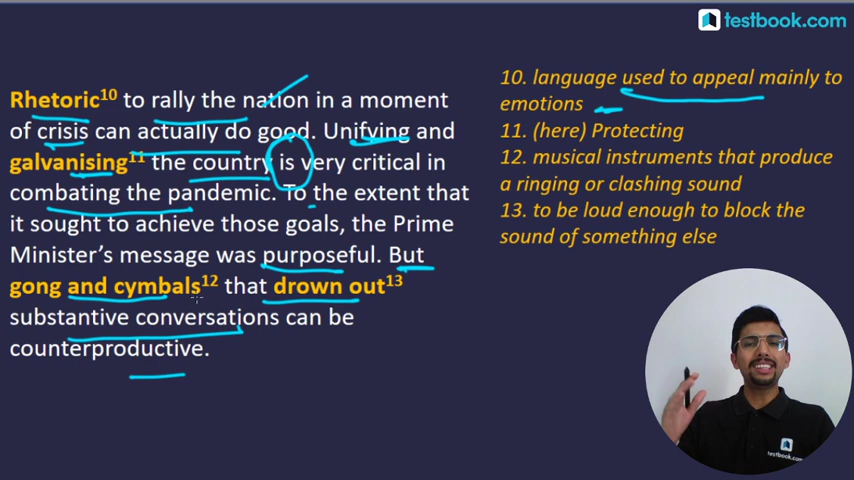 testbook.com
Rhetoric10 to rally the nation in a moment
of crisis can actually do good. Unifying and
galvanising11 the country is very critical in
combating the pandemic. To the extent that
it sought to achieve those goals, the Prime
Minister's message was purposeful. But
gong and cymbals12 that drown out13
substantive conversations can be
counterproductive.
10. language used to appeal mainly to
emotions
11. (here) Protecting
12. musical instruments that produce
a ringing or clashing sound
13. to be loud enough to block the
sound of something else
testbook.com